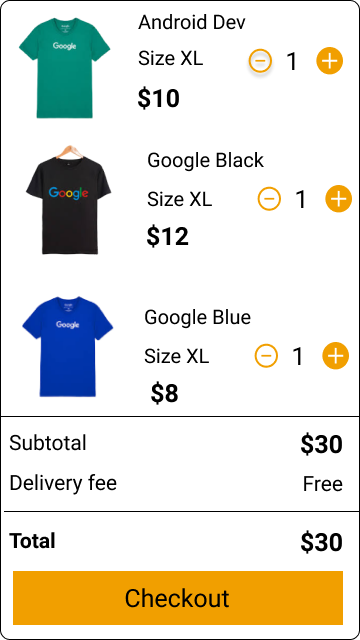 Google
Android Dev
Size XL
1
$10
Google
Google Black
Size XL
1
$12
Google
Google Blue
Size XL
1
$8
Subtotal $30
Delivery fee Free
Total $30
Checkout